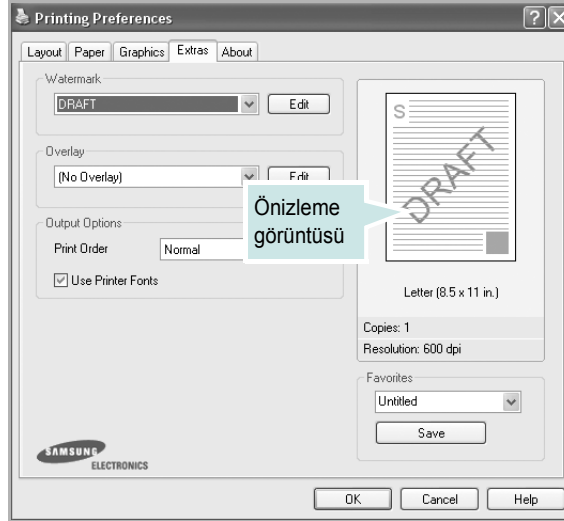 Printing Preferences
Layout Paper Graphics Extras About
Watermark
DRAFT
Edit
Overlay
(No Overlay)
Edit
Output Options
Print Order
Normal
Use Printer Fonts
Önizleme
görüntüsü
S
DRAFT
Letter (8.5 x 11 in.)
Copies: 1
Resolution: 600 dpi
Favorites
Untitled
Save
SAMSUNG
ELECTRONICS
OK Cancel Help